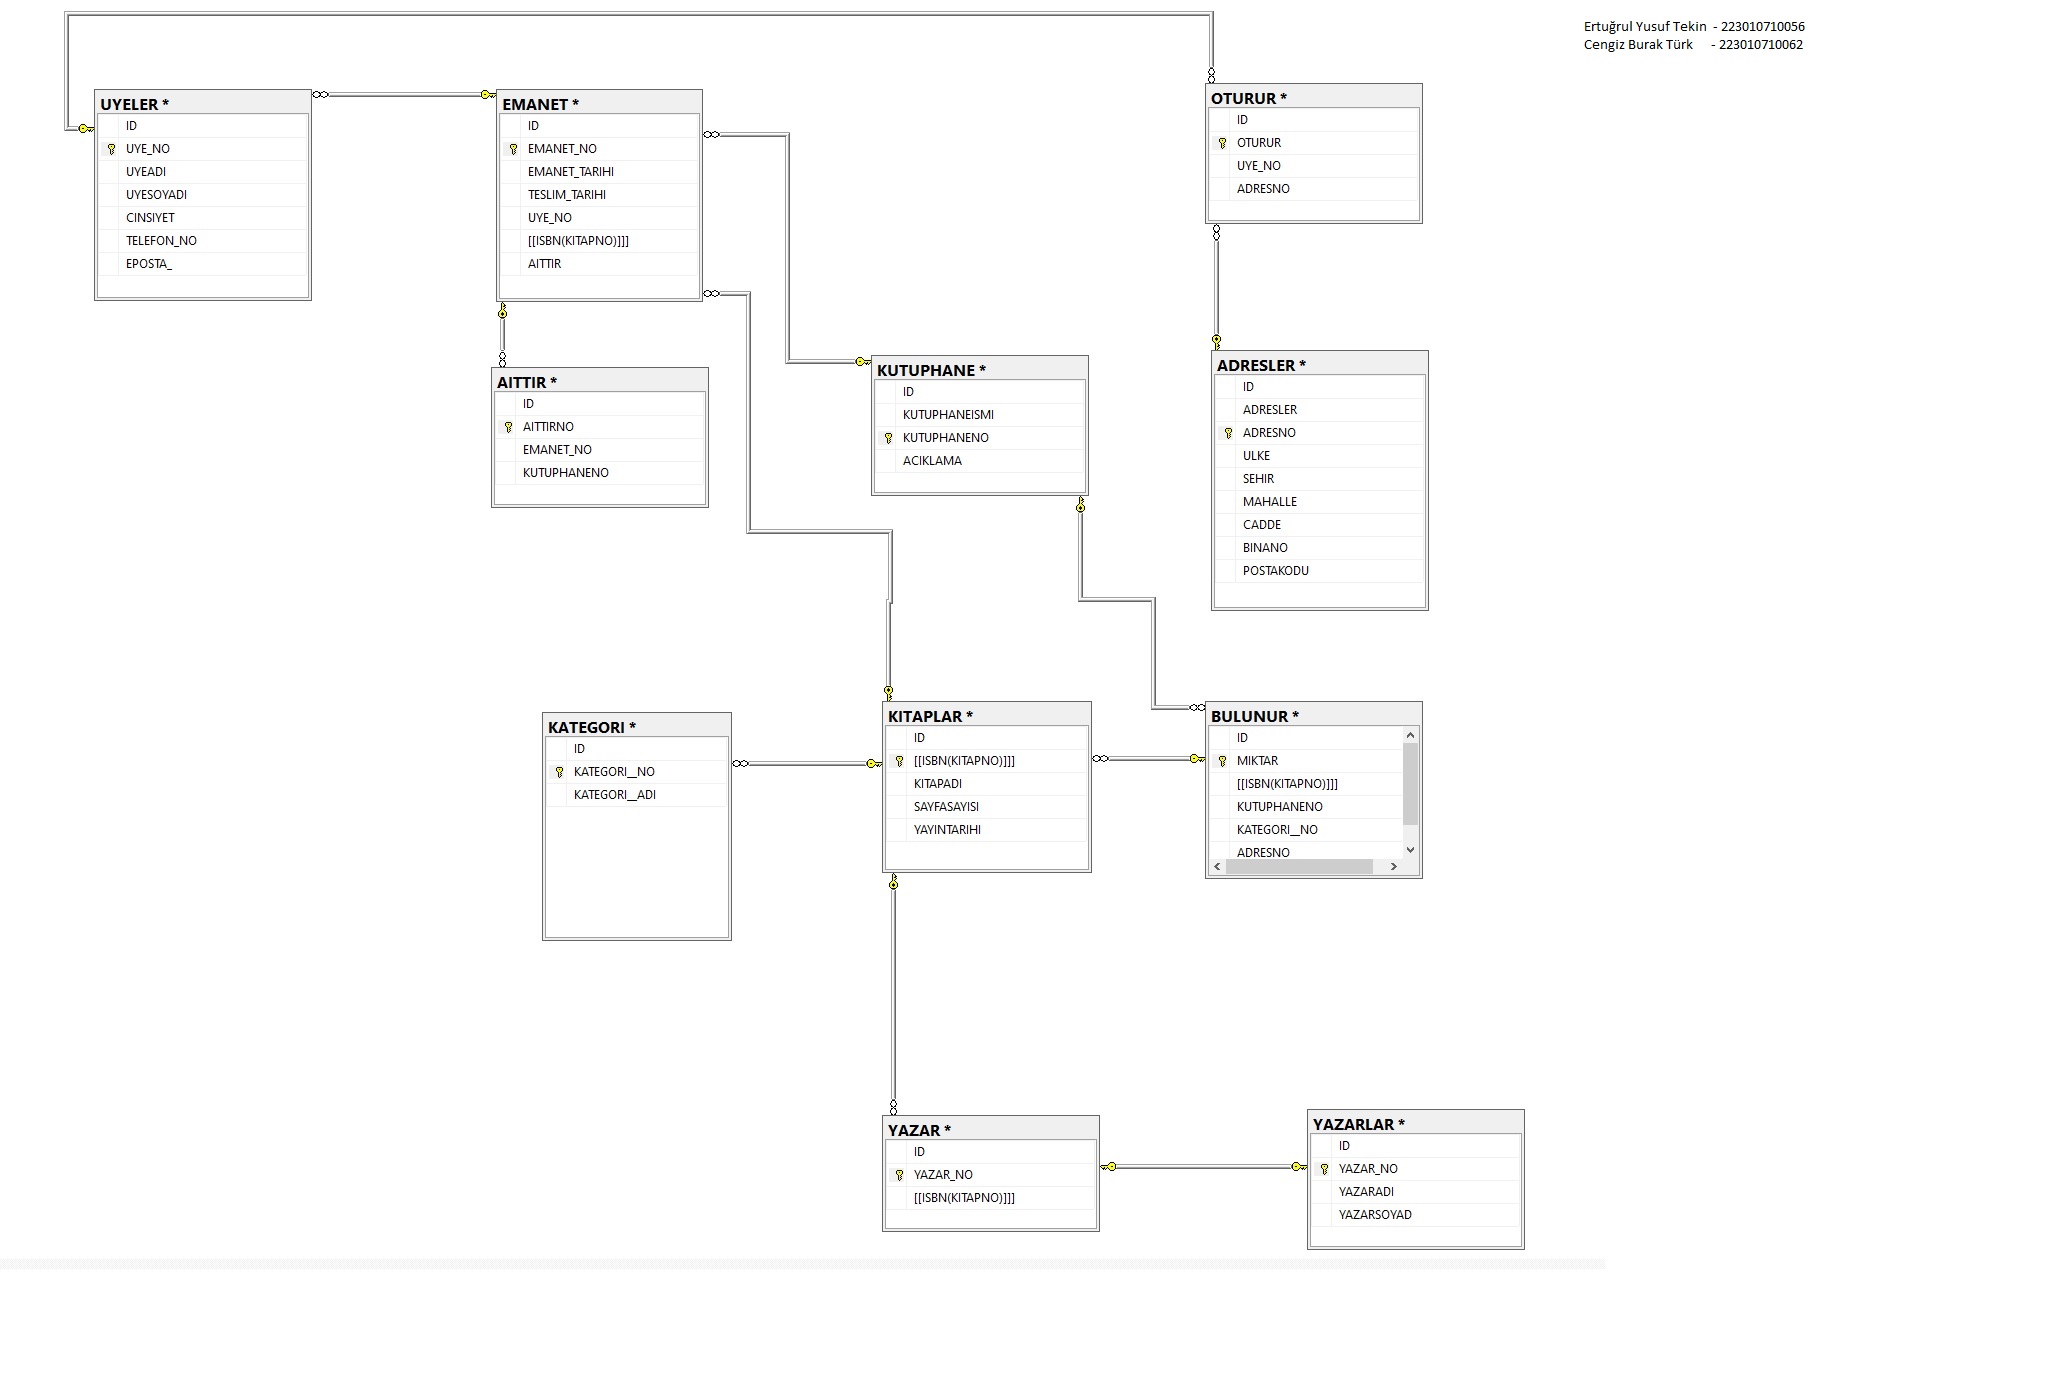 Ertuğrul Yusuf Tekin - 223010710056
Cengiz Burak Türk - 223010710062
UYELER *
ID
UYE_NO
UYEADI
UYESOYADI
CINSIYET
TELEFON_NO
EPOSTA_
EMANET *
ID
EMANET_NO
EMANET_TARIHI
TESLIM_TARIHI
UYE_NO
[[ISBN(KITAPNO)]]]
AITTIR
OTURUR *
ID
OTURUR
UYE_NO
ADRESNO
AITTIR *
ID
AITTIRNO
EMANET_NO
KUTUPHANENO
KUTUPHANE *
ID
KUTUPHANEISMI
KUTUPHANENO
ACIKLAMA
ADRESLER *
ID
ADRESLER
ADRESNO
ULKE
SEHIR
MAHALLE
CADDE
BINANO
POSTAKODU
KATEGORI *
ID
KATEGORI__NO
KATEGORI__ADI
KITAPLAR *
ID
[[ISBN(KITAPNO)]]]
KITAPADI
SAYFASAYISI
YAYINTARIHI
BULUNUR *
ID
MIKTAR
[[ISBN(KITAPNO)]]]
KUTUPHANENO
KATEGORI__NO
ADRESNO
YAZAR *
ID
YAZAR_NO
[[ISBN(KITAPNO)]]]
YAZARLAR *
ID
YAZAR_NO
YAZARADI
YAZARSOYAD